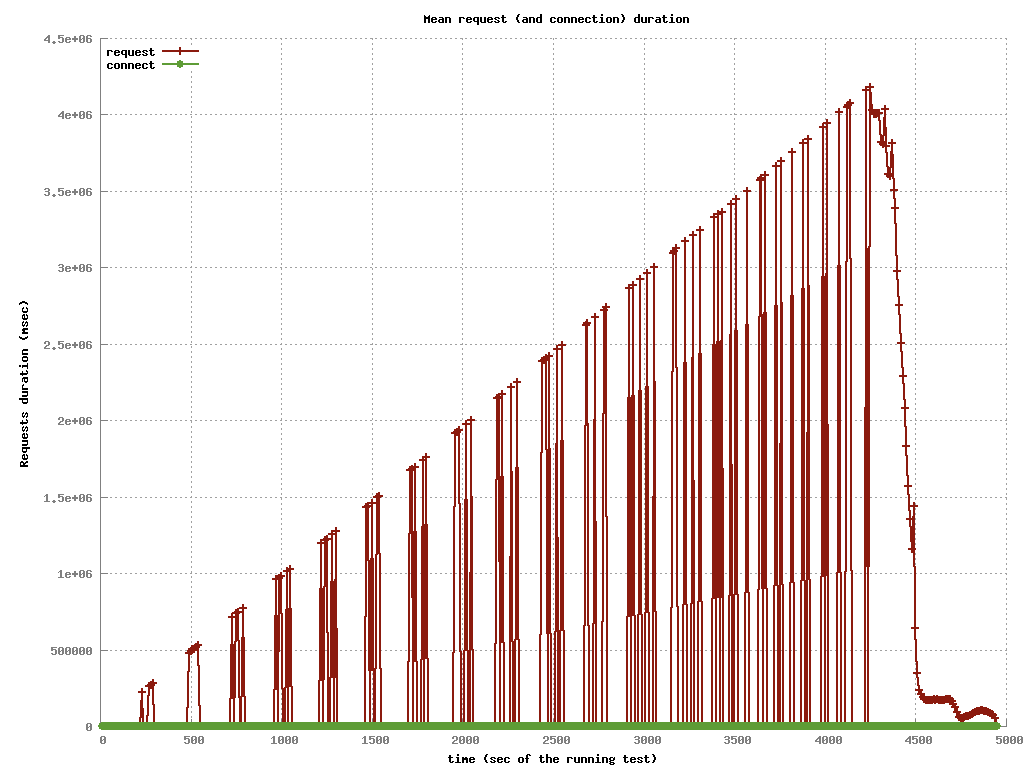 Mean request (and connection) duration
4.5e+06
request
connect
4e+06
3.5e+06
3e+06
2.5e+06
2e+06
1.5e+06
1e+06
500000
0
Requests duration (msec)
0 500 1000 1500 2000 2500 3000 3500 4000 4500 5000
time (sec of the running test)